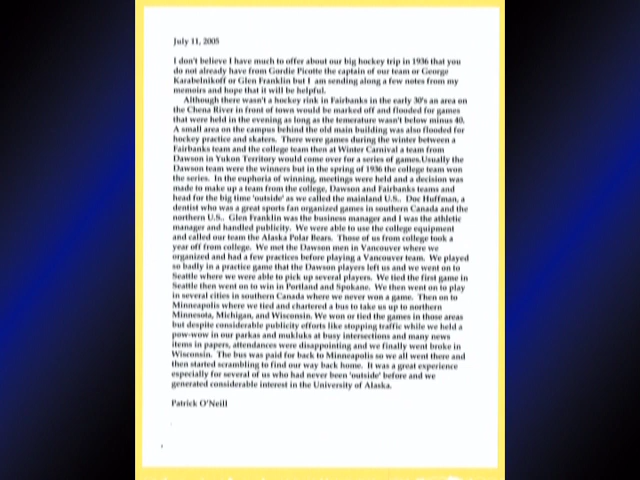 July 11, 2005
I don't believe I have much to offer about our big hockey trip in 1936 that you
do not already have from Gordie Picotte the captain of our team or George
Karabelnikoff or Glen Franklin but I am sending along a few notes from my
memoirs and hope that it will be helpful.
Although there wasn't a hockey rink in Fairbanks in the early 30's an area on
the Chena River in front of town would be marked off and flooded for games
that were held in the evening as long as the temerature wasn't below minus 40.
A small area on the campus behind the old main building was also flooded for
hockey practice and skaters. There were games during the winter between a
Fairbanks team and the college team then at Winter Carnival a team from
Dawson in Yukon Territory would come over for a series of games.Usually the
Dawson team were the winners but in the spring of 1936 the college team won
the series. In the euphoria of winning, meetings were held and a decision was
made to make up a team from the college, Dawson and Fairbanks teams and
head for the big time 'outside' as we called the mainland U.S.. Doc Huffman, a
dentist who was a great sports fan organized games in southern Canada and the
northern U.S.. Glen Franklin was the business manager and I was the athletic
manager and handled publicity. We were able to use the college equipment
and called our team the Alaska Polar Bears. Those of us from college took a
year off from college. We met the Dawson men in Vancouver where we
organized and had a few practices before playing a Vancouver team. We played
so badly in a practice game that the Dawson players left us and we went on to
Seattle where we were able to pick up several players. We tied the first game in
Seattle then went on to win in Portland and Spokane. We then went on to play
in several cities in southern Canada where we never won a game. Then on to
Minneapolis where we tied and chartered a bus to take us up to northern
Minnesota, Michigan, and Wisconsin. We won or tied the games in those areas
but despite considerable publicity efforts like stopping traffic while we held a
pow-wow in our parkas and mukluks at busy intersections and many news
items in papers, attendances were disappointing and we finally went broke in
Wisconsin. The bus was paid for back to Minneapolis so we all went there and
then started scrambling to find our way back home. It was a great experience
especially for several of us who had never been 'outside' before and we
generated considerable interest in the University of Alaska.
Patrick O'Neill